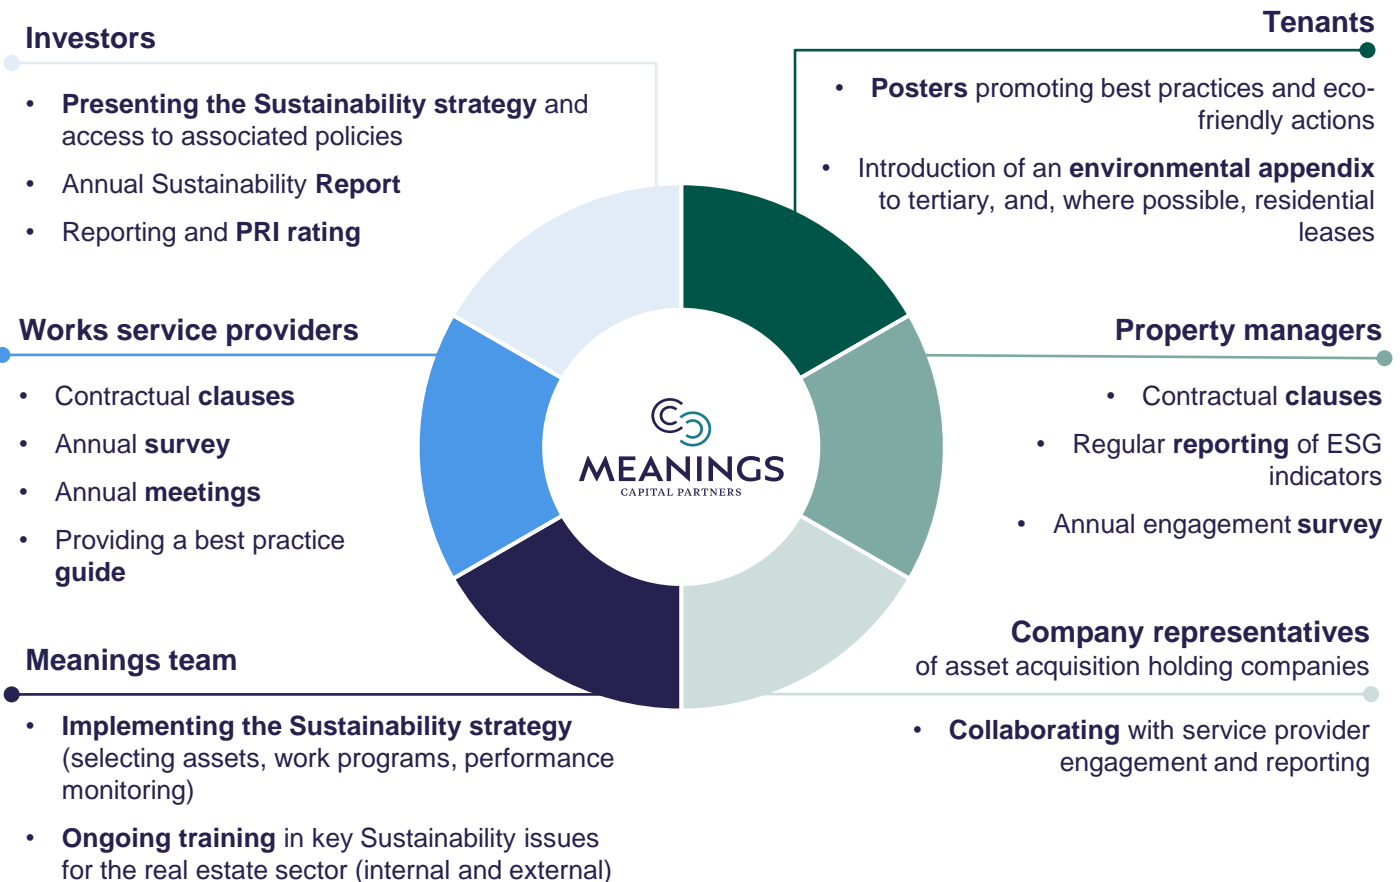 Investors
• Presenting the Sustainability strategy and
access to associated policies
• Annual Sustainability Report
• Reporting and PRI rating
Tenants
• Posters promoting best practices and eco-
friendly actions
• Introduction of an environmental appendix
to tertiary, and, where possible, residential
leases
Works service providers
• Contractual clauses
• Annual survey
• Annual meetings
• Providing a best practice
guide
MEANINGS
CAPITAL PARTNERS
Property managers
• Contractual clauses
• Regular reporting of ESG
indicators
• Annual engagement survey
Meanings team
• Implementing the Sustainability strategy
(selecting assets, work programs, performance
monitoring)
• Ongoing training in key Sustainability issues
for the real estate sector (internal and external)
Company representatives
of asset acquisition holding companies
• Collaborating with service provider
engagement and reporting